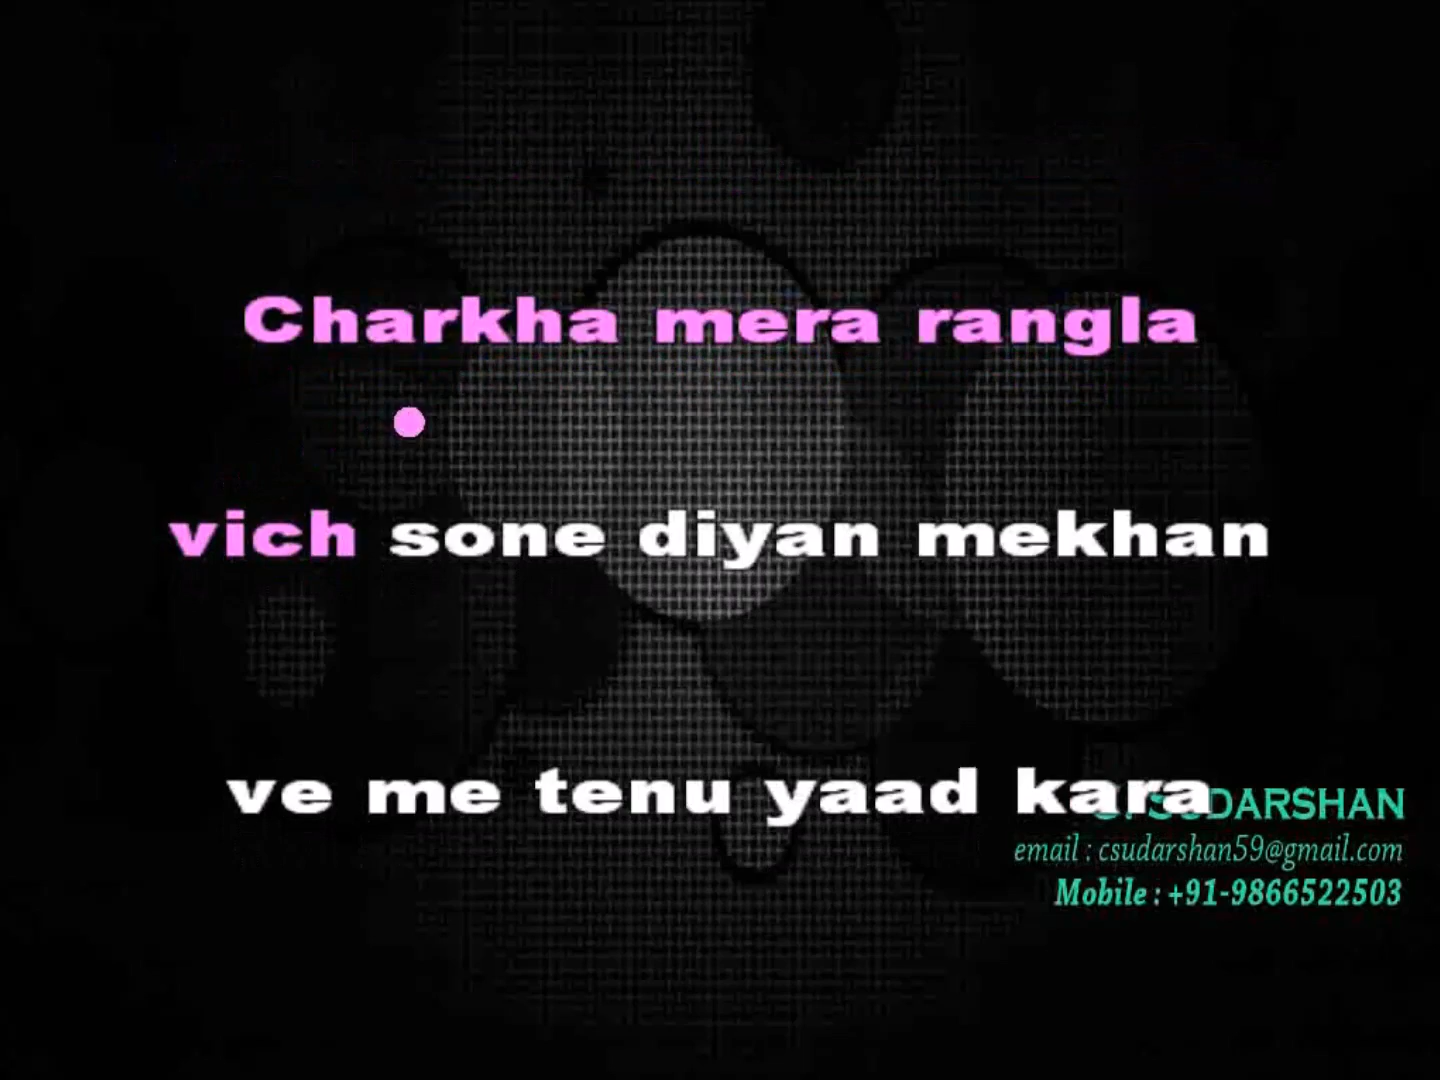 Charkha mera rangla
vich sone diyan mekhan
ve me tenu yaad kara
SUDARSHAN
email : csudarshan59@gmail.com
Mobile : +91-9866522503